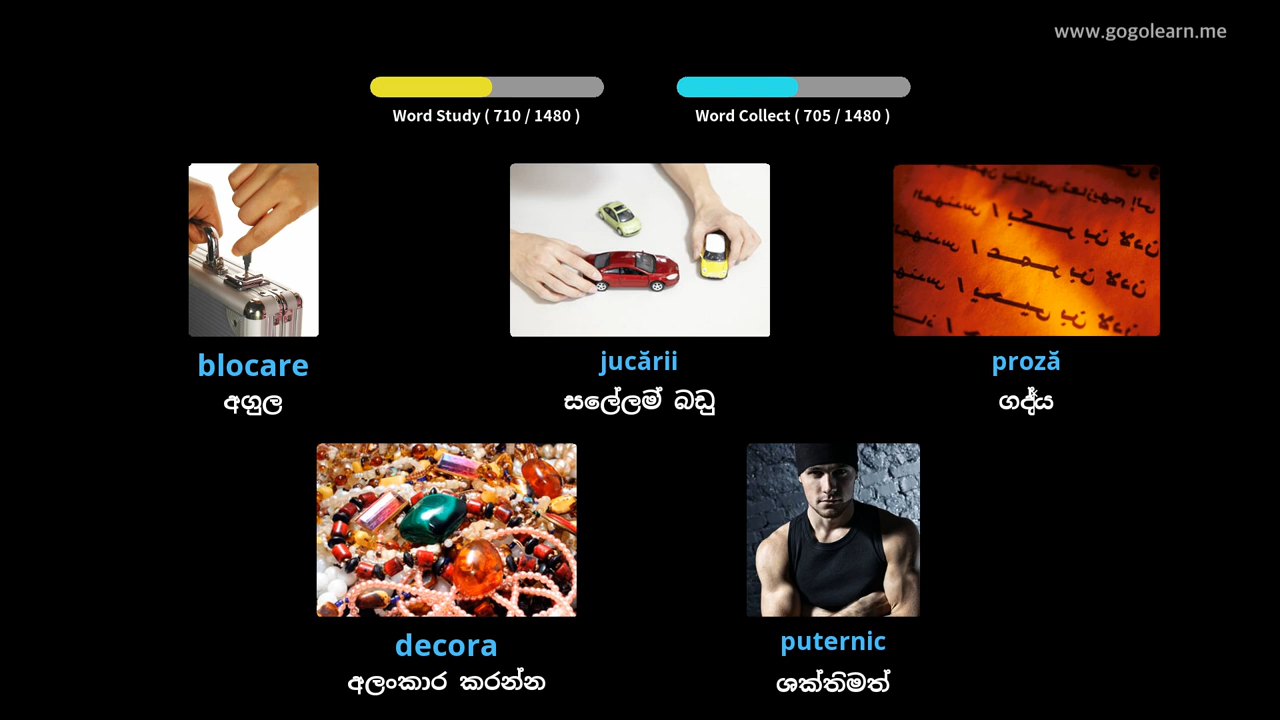 www.gogolearn.me
Word Study ( 710 / 1480 )
Word Collect ( 705 / 1480 )
blocare
jucării
proză
අගුල
සෙල්ලම් බඩු
ගද්‍ය
decora
puternic
අලංකාර කරන්න
ශක්තිමත්